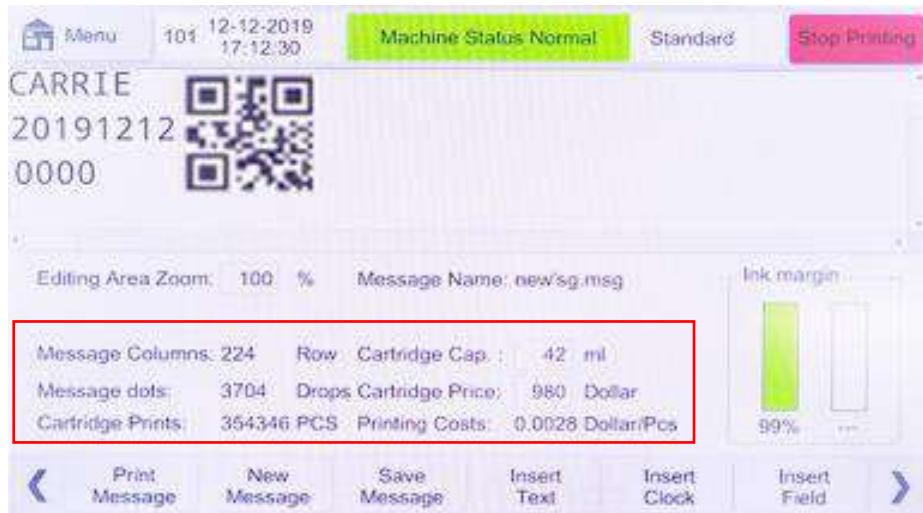 Menu 101 12-12-2019 17:12:30 Machine Status Normal Standard Stop Printing
CARRIE
20191212
0000
Editing Area Zoom: 100 % Message Name: new'sg.msg Ink margin
Message Columns: 224 Row Cartridge Cap. : 42 ml
Message dots: 3704 Drops Cartridge Price: 980 Dollar
Cartridge Prints: 354346 PCS Printing Costs: 0.0028 Dollar/Pcs
99% ---
Print Message New Message Save Message Insert Text Insert Clock Insert Field